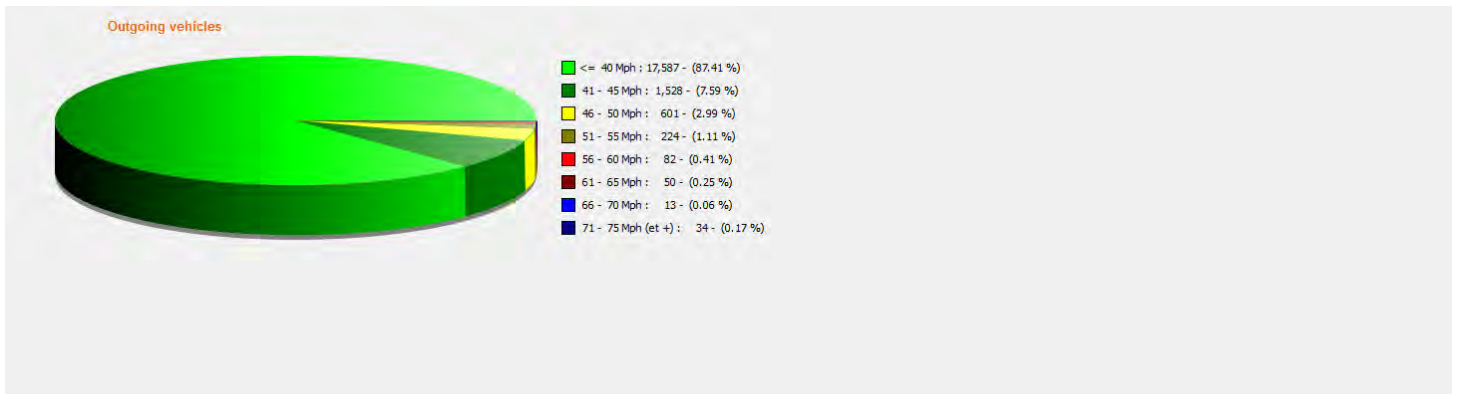 Outgoing vehicles
<= 40 Mph : 17,587 - (87.41 %)
41 - 45 Mph : 1,528 - (7.59 %)
46 - 50 Mph : 601 - (2.99 %)
51 - 55 Mph : 224 - (1.11 %)
56 - 60 Mph : 82 - (0.41 %)
61 - 65 Mph : 50 - (0.25 %)
66 - 70 Mph : 13 - (0.06 %)
71 - 75 Mph (et +) : 34 - (0.17 %)